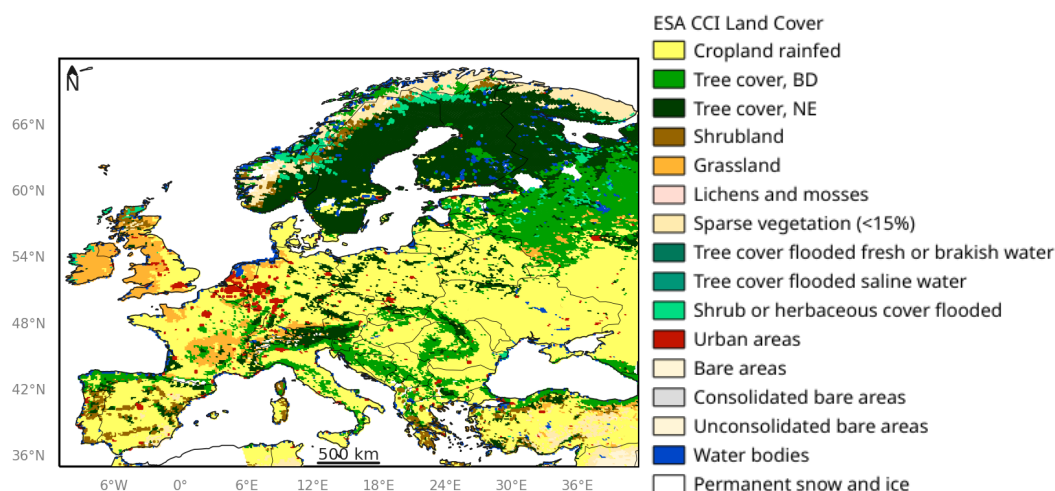 ESA CCI Land Cover
Cropland rainfed
Tree cover, BD
Tree cover, NE
Shrubland
Grassland
Lichens and mosses
Sparse vegetation (<15%)
Tree cover flooded fresh or brakish water
Tree cover flooded saline water
Shrub or herbaceous cover flooded
Urban areas
Bare areas
Consolidated bare areas
Unconsolidated bare areas
Water bodies
Permanent snow and ice
N
66°N
60°N
54°N
48°N
42°N
36°N
500 km
6°W 0° 6°E 12°E 18°E 24°E 30°E 36°E